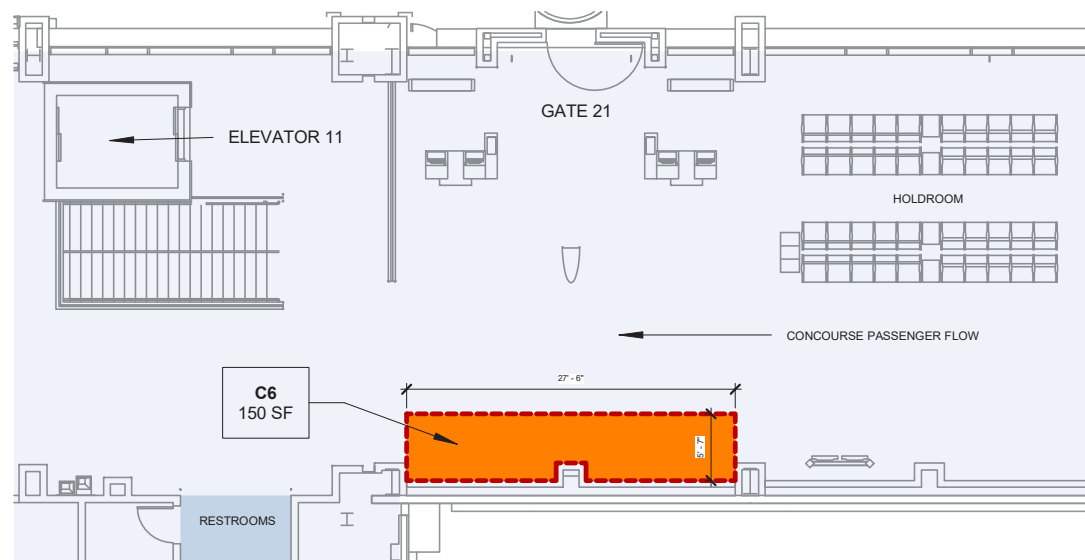 GATE 21
ELEVATOR 11
HOLDROOM
CONCOURSE PASSENGER FLOW
27' - 6"
C6
150 SF
5' - 7"
RESTROOMS